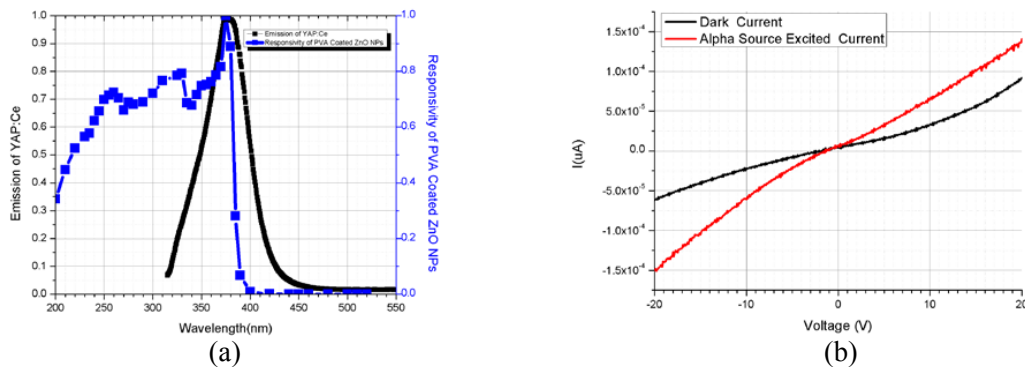 Emission of YAP:Ce
Responsivity of PVA Coated ZnO NPs
1.0
0.9
0.8
0.7
0.6
0.5
0.4
0.3
0.2
0.1
0.0
Emission of YAP:Ce
1.0
0.8
0.6
0.4
0.2
0.0
Responsivity of PVA Coated ZnO NPs
200 250 300 350 400 450 500 550
Wavelength(nm)
(a)
Dark Current
Alpha Source Excited Current
1.5x10⁻⁴
1.0x10⁻⁴
5.0x10⁻⁵
0.0
-5.0x10⁻⁵
-1.0x10⁻⁴
-1.5x10⁻⁴
I(uA)
-20 -10 0 10 20
Voltage (V)
(b)